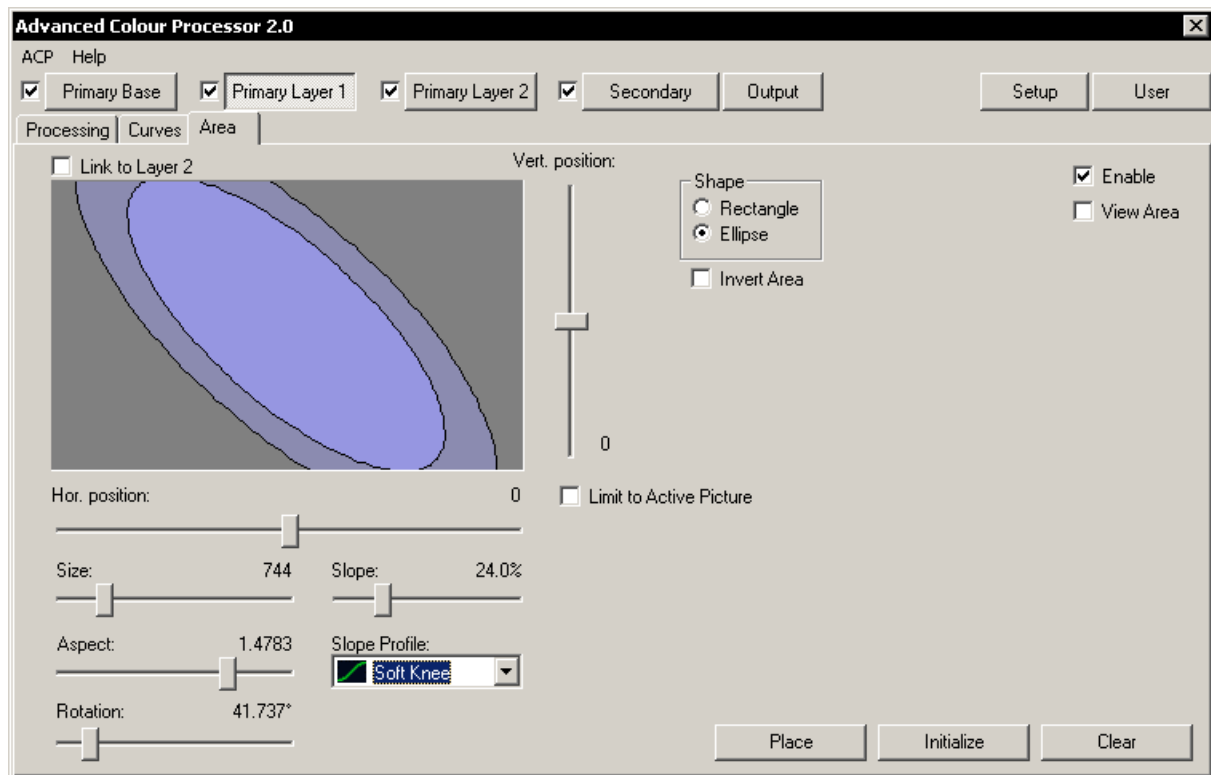 Advanced Colour Processor 2.0
ACP Help
Primary Base Primary Layer 1 Primary Layer 2 Secondary Output Setup User
Processing Curves Area
Link to Layer 2 Vert. position: Shape Enable
Rectangle View Area
Ellipse
Invert Area
0
Hor. position: 0 Limit to Active Picture
Size: 744 Slope: 24.0%
Aspect: 1.4783 Slope Profile:
Soft Knee
Rotation: 41.737°
Place Initialize Clear